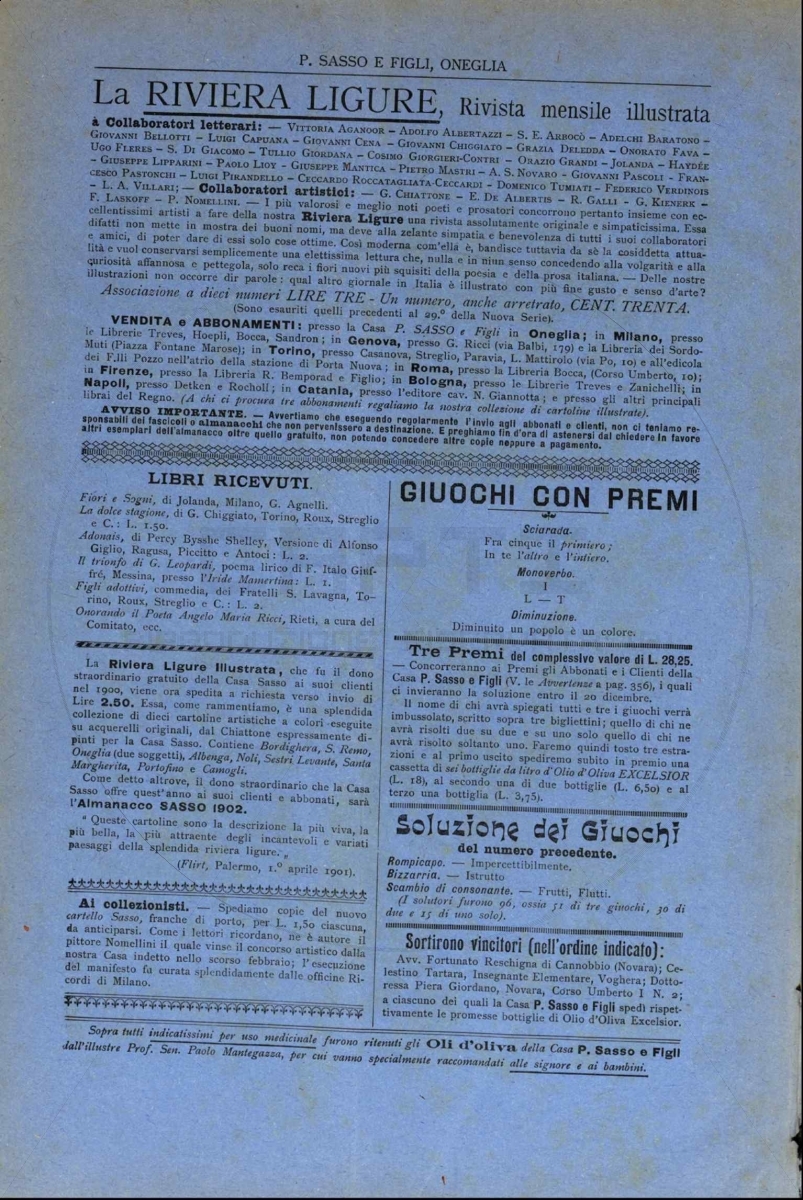 P. SASSO E FIGLI, ONEGLIA
La RIVIERA LIGURE, Rivista mensile illustrata
à Collaboratori letterari: — VITTORIA AGANOOR – ADOLFO ALBERTAZZI – S. E. ARBOCÒ – ADELCHI BARATONO –
GIOVANNI BELLOTTI – LUIGI CAPUANA – GIOVANNI CENA – GIOVANNI CHIGGIATO – GRAZIA DELEDDA – ONORATO FAVA –
UGO FLERES – S. DI GIACOMO – TULLIO GIORDANA – COSIMO GIORGIERI-CONTRI – ORAZIO GRANDI – JOLANDA – HAYDÉE
– GIUSEPPE LIPPARINI – PAOLO LIOY – GIUSEPPE MANTICA – PIETRO MASTRI – A. S. NOVARO – GIOVANNI PASCOLI – FRAN-
CESCO PASTONCHI – LUIGI PIRANDELLO – CECCARDO ROCCATAGLIATA-CECCARDI – DOMENICO TUMIATI – FEDERICO VERDINOIS
– L. A. VILLARI; — Collaboratori artistici: — G. CHIATTONE – E. DE ALBERTIS – R. GALLI – G. KIENERK –
F. LASKOFF – P. NOMELLINI. — I più valorosi e meglio noti poeti e prosatori concorrono pertanto insieme con ec-
cellentissimi artisti a fare della nostra Riviera Ligure una rivista assolutamente originale e simpaticissima. Essa
difatti non mette in mostra dei buoni nomi, ma deve alla zelante simpatia e benevolenza di tutti i suoi collaboratori
e amici, di poter dare di essi solo cose ottime. Così moderna com'ella è, bandisce tuttavia da sè la cosiddetta attua-
lità e vuol conservarsi semplicemente una elettissima lettura che, nulla e in niun senso concedendo alla volgarità e alla
curiosità affannosa e pettegola, solo reca i fiori nuovi più squisiti della poesia e della prosa italiana. — Delle nostre
illustrazioni non occorre dir parole: qual altro giornale in Italia è illustrato con più fine gusto e senso d'arte?
Associazione a dieci numeri LIRE TRE - Un numero, anche arretrato, CENT. TRENTA.
(Sono esauriti quelli precedenti al 29.º della Nuova Serie).
VENDITA e ABBONAMENTI: presso la Casa P. SASSO e Figli in Oneglia; in Milano, presso
le Librerie Treves, Hoepli, Bocca, Sandron; in Genova, presso G. Ricci (via Balbi, 179) e la Libreria dei Sordo-
Muti (Piazza Fontane Marose); in Torino, presso Casanova, Streglio, Paravia, L. Mattirolo (via Po, 10) e all'edicola
dei F.lli Pozzo nell'atrio della stazione di Porta Nuova; in Roma, presso la Libreria Bocca, (Corso Umberto, 10);
in Firenze, presso la Libreria R. Bemporad e Figlio; in Bologna, presso le Librerie Treves e Zanichelli; in
Napoli, presso Detken e Rocholl; in Catania, presso l'editore cav. N. Giannotta; e presso gli altri principali
librai del Regno. (A chi ci procura tre abbonamenti regaliamo la nostra collezione di cartoline illustrate).
AVVISO IMPORTANTE. — Avvertiamo che eseguendo regolarmente l'invio agli abbonati o clienti, non ci teniamo re-
sponsabili dei fascicoli o almanacchi che non pervenissero a destinazione. E preghiamo fin d'ora di astenersi dal chiedere in favore
altri esemplari dell'almanacco oltre quello gratuito, non potendo concedere altre copie neppure a pagamento.
LIBRI RICEVUTI.
Fiori e Sogni, di Jolanda, Milano, G. Agnelli.
La dolce stagione, di G. Chiggiato, Torino, Roux, Streglio
e C.: L. 1.50.
Adonais, di Percy Bysshe Shelley, Versione di Alfonso
Giglio, Ragusa, Piccitto e Antoci: L. 2.
Il trionfo di G. Leopardi, poema lirico di F. Italo Giuf-
fré, Messina, presso l'Iride Mamertina: L. 1.
Figli adottivi, commedia, dei Fratelli S. Lavagna, To-
rino, Roux, Streglio e C.: L. 2.
Onorando il Poeta Angelo Maria Ricci, Rieti, a cura del
Comitato, ecc.
La Riviera Ligure Illustrata, che fu il dono
straordinario gratuito della Casa Sasso ai suoi clienti
nel 1900, viene ora spedita a richiesta verso invio di
Lire 2.50. Essa, come rammentiamo, è una splendida
collezione di dieci cartoline artistiche a colori eseguite
su acquerelli originali, dal Chiattone espressamente di-
pinti per la Casa Sasso. Contiene Bordighera, S. Remo,
Oneglia (due soggetti), Albenga, Noli, Sestri Levante, Santa
Margherita, Portofino e Camogli.
Come detto altrove, il dono straordinario che la Casa
Sasso offre quest'anno ai suoi clienti e abbonati, sarà
l'Almanacco SASSO 1902.
" Queste cartoline sono la descrizione la più viva, la
più bella, la più attraente degli incantevoli e variati
paesaggi della splendida riviera ligure. „
(Flirt, Palermo, 1.º aprile 1901).
Ai collezionisti. — Spediamo copie del nuovo
cartello Sasso, franche di porto, per L. 1,50 ciascuna,
da anticiparsi. Come i lettori ricordano, ne è autore il
pittore Nomellini il quale vinse il concorso artistico dalla
nostra Casa indetto nello scorso febbraio; l'esecuzione
del manifesto fu curata splendidamente dalle officine Ri-
cordi di Milano.
GIUOCHI CON PREMI
Sciarada.
Fra cinque il primiero;
In te l'altro e l'intiero.
Monoverbo.
I
L — T
Diminuzione.
Diminuito un popolo è un colore.
Tre Premi del complessivo valore di L. 28,25.
— Concorreranno ai Premi gli Abbonati e i Clienti della
Casa P. Sasso e Figli (V. le Avvertenze a pag. 356), i quali
ci invieranno la soluzione entro il 20 dicembre.
Il nome di chi avrà spiegati tutti e tre i giuochi verrà
imbussolato, scritto sopra tre bigliettini; quello di chi ne
avrà risolti due su due e su uno solo quello di chi ne
avrà risolto soltanto uno. Faremo quindi tosto tre estra-
zioni e al primo uscito spediremo subito in premio una
cassetta di sei bottiglie da litro d'Olio d'Oliva EXCELSIOR
(L. 18), al secondo una di due bottiglie (L. 6,50) e al
terzo una bottiglia (L. 3,75).
Soluzione dei Giuochi
del numero precedente.
Rompicapo. — Impercettibilmente.
Bizzarria. — Istrutto
Scambio di consonante. — Frutti, Flutti.
(I solutori furono 96, ossia 51 di tre giuochi, 30 di
due e 15 di uno solo).
Sortirono vincitori (nell'ordine indicato):
Avv. Fortunato Reschigna di Cannobbio (Novara); Ce-
lestino Tartara, Insegnante Elementare, Voghera; Dotto-
ressa Piera Giordano, Novara, Corso Umberto I N. 2;
a ciascuno dei quali la Casa P. Sasso e Figli spedì rispet-
tivamente le promesse bottiglie di Olio d'Oliva Excelsior.
Sopra tutti indicatissimi per uso medicinale furono ritenuti gli Oli d'oliva della Casa P. Sasso e Figli
dall'illustre Prof. Sen. Paolo Mantegazza, per cui vanno specialmente raccomandati alle signore e ai bambini.